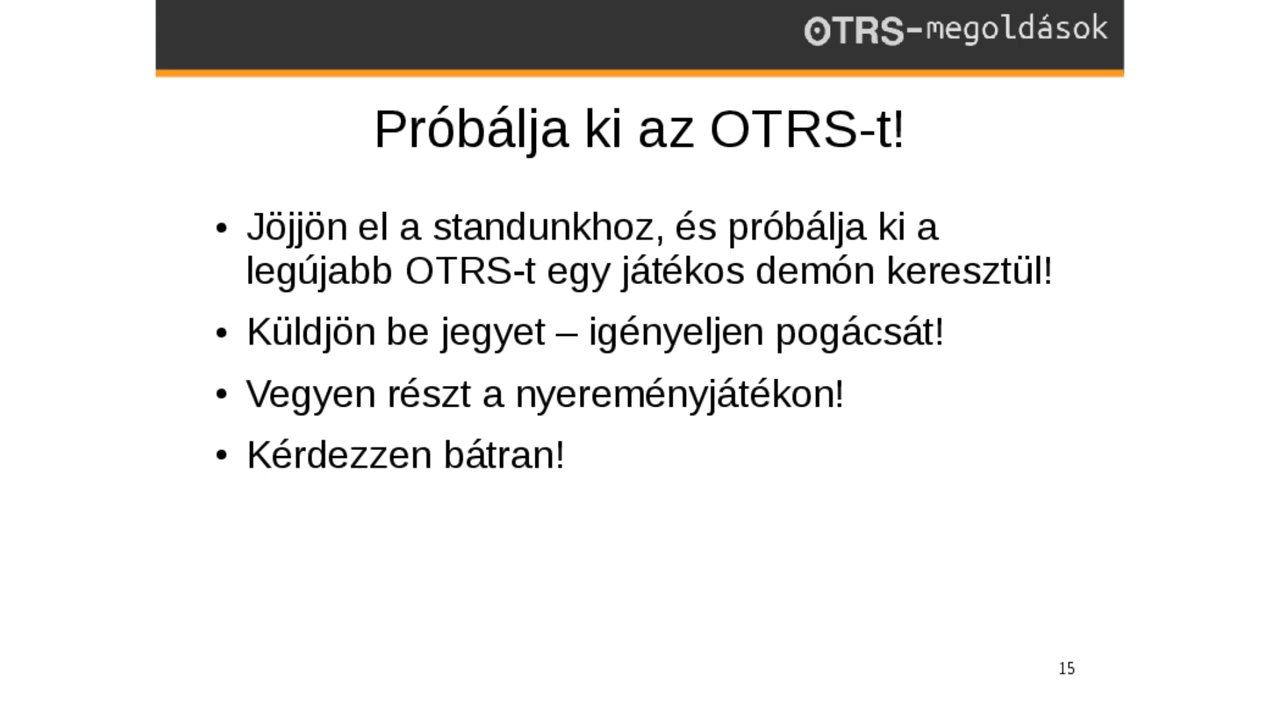 OTRS-megoldások
Próbálja ki az OTRS-t!
• Jöjjön el a standunkhoz, és próbálja ki a
legújabb OTRS-t egy játékos demón keresztül!
• Küldjön be jegyet – igényeljen pogácsát!
• Vegyen részt a nyereményjátékon!
• Kérdezzen bátran!
15